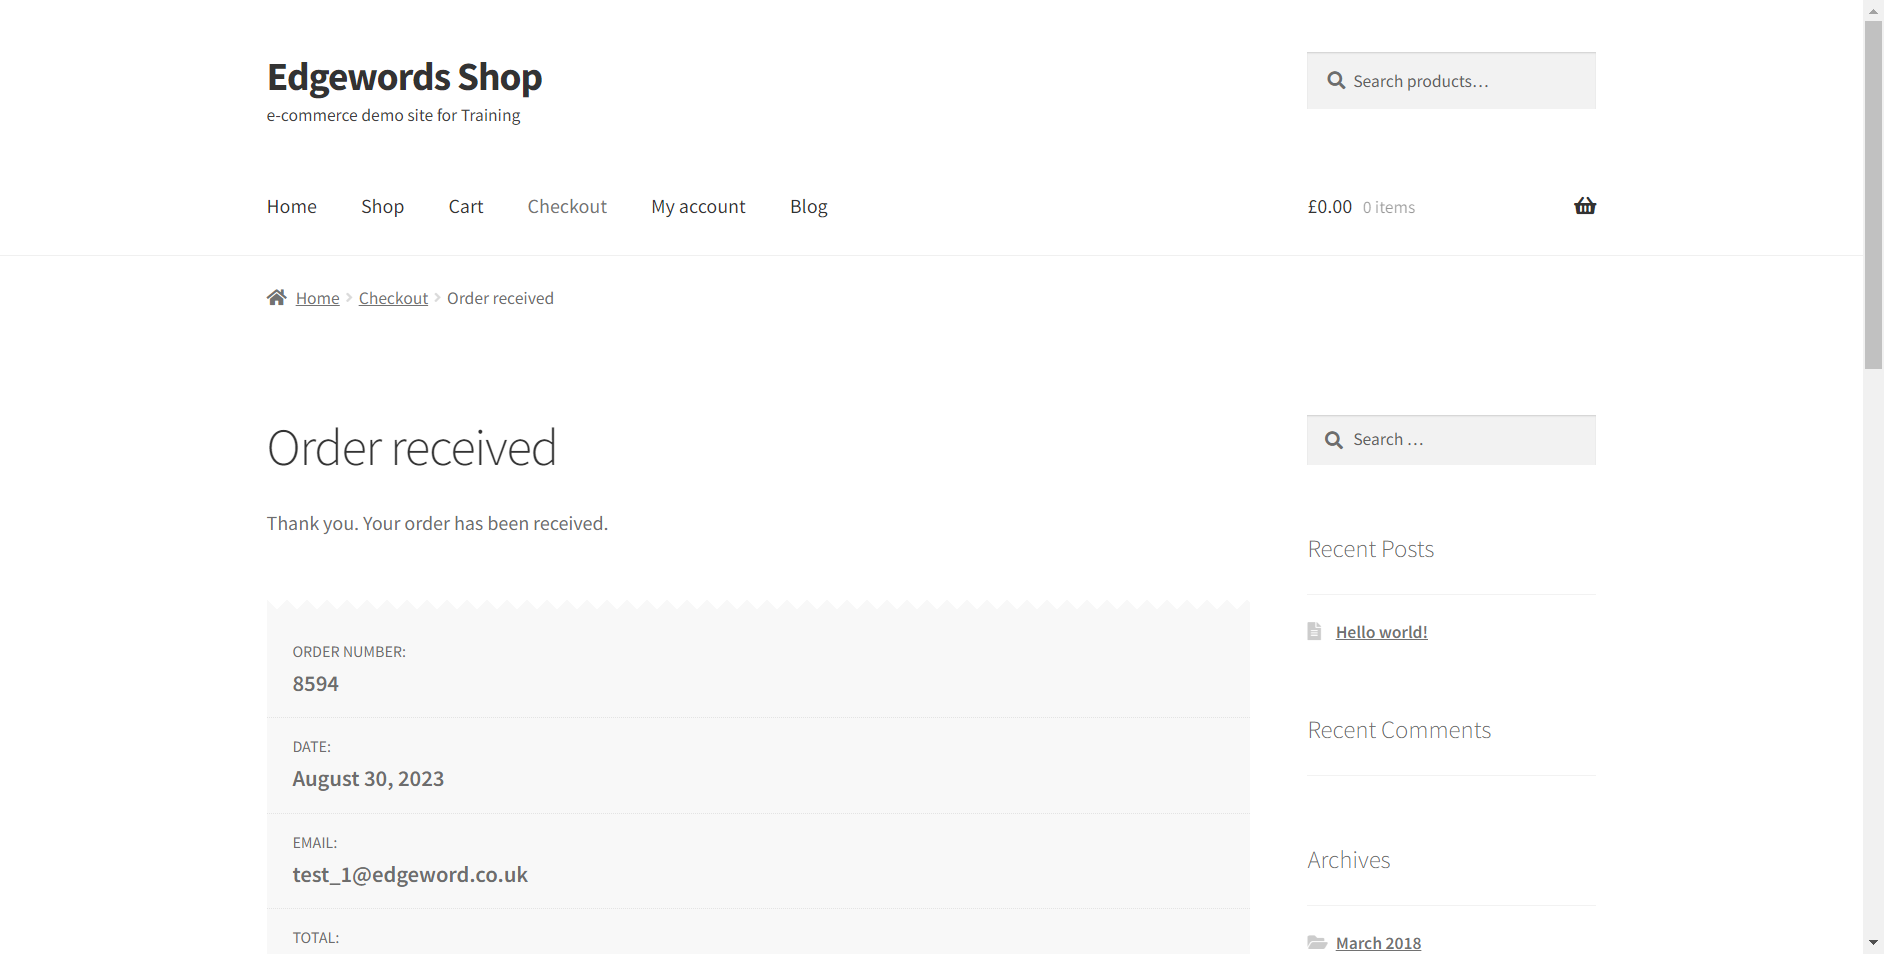 Edgewords Shop
e-commerce demo site for Training
Search products…
Home Shop Cart Checkout My account Blog
£0.00 0 items
Home Checkout Order received
Order received
Thank you. Your order has been received.
ORDER NUMBER:
8594
DATE:
August 30, 2023
EMAIL:
test_1@edgeword.co.uk
TOTAL:
Search …
Recent Posts
Hello world!
Recent Comments
Archives
March 2018